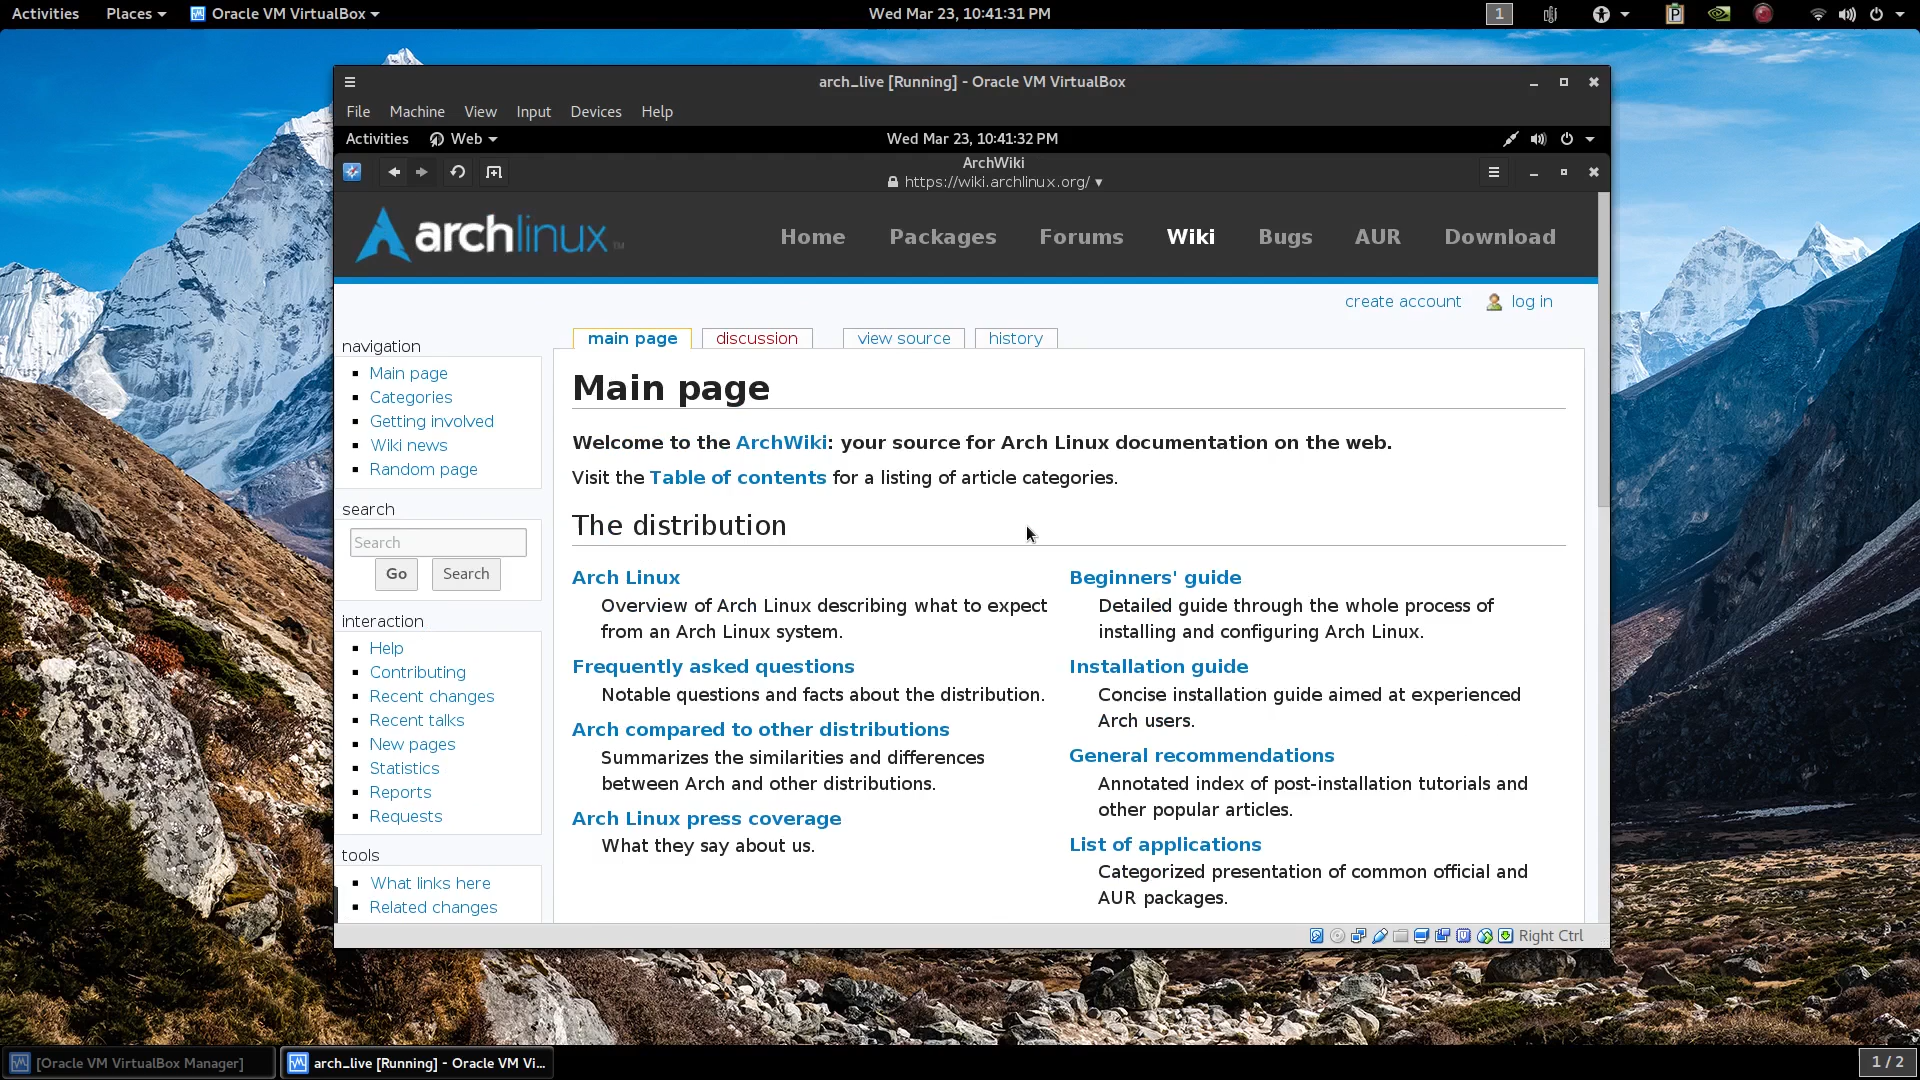 Activities Places Oracle VM VirtualBox Wed Mar 23, 10:41:31 PM 1
arch_live [Running] - Oracle VM VirtualBox
File Machine View Input Devices Help
Activities Web Wed Mar 23, 10:41:32 PM
ArchWiki
https://wiki.archlinux.org/
archlinux™ Home Packages Forums Wiki Bugs AUR Download
create account log in
main page discussion view source history
navigation
Main page
Categories
Getting involved
Wiki news
Random page
search
Search
Go Search
interaction
Help
Contributing
Recent changes
Recent talks
New pages
Statistics
Reports
Requests
tools
What links here
Related changes
Main page
Welcome to the ArchWiki: your source for Arch Linux documentation on the web.
Visit the Table of contents for a listing of article categories.
The distribution
Arch Linux
Overview of Arch Linux describing what to expect
from an Arch Linux system.
Frequently asked questions
Notable questions and facts about the distribution.
Arch compared to other distributions
Summarizes the similarities and differences
between Arch and other distributions.
Arch Linux press coverage
What they say about us.
Beginners' guide
Detailed guide through the whole process of
installing and configuring Arch Linux.
Installation guide
Concise installation guide aimed at experienced
Arch users.
General recommendations
Annotated index of post-installation tutorials and
other popular articles.
List of applications
Categorized presentation of common official and
AUR packages.
Right Ctrl
[Oracle VM VirtualBox Manager] arch_live [Running] - Oracle VM Vi... 1 / 2